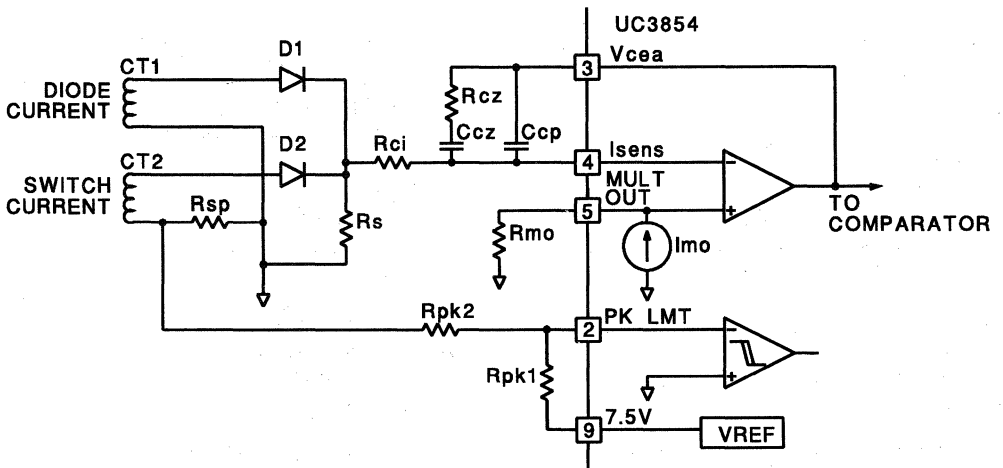 UC3854
D1
3
Vcea
CT1
DIODE
CURRENT
Rcz
Ccz
Ccp
D2
Rci
4
Isens
−
CT2
MULT
OUT
SWITCH
CURRENT
Rsp
Rs
5
+
TO
COMPARATOR
Rmo
Imo
Rpk2
2
PK LMT
−
Rpk1
+
9
7.5V
VREF